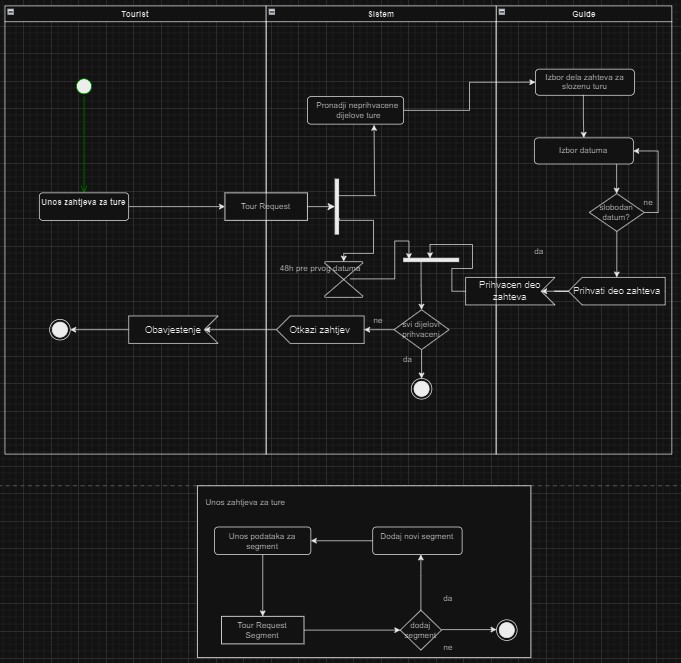 Tourist
Sistem
Guide
Izbor dela zahteva za
slozenu turu
Pronadji neprihvacene
dijelove ture
Izbor datuma
Unos zahtjeva za ture
Tour Request
slobodan
datum?
ne
da
48h pre prvog datuma
Prihvacen deo
zahteva
Prihvati deo zahteva
Obavjestenje
Otkazi zahtjev
ne
svi dijelovi
prihvaceni
da
Unos zahtjeva za ture
Unos podataka za
segment
Dodaj novi segment
da
Tour Request
Segment
dodaj
segment
ne